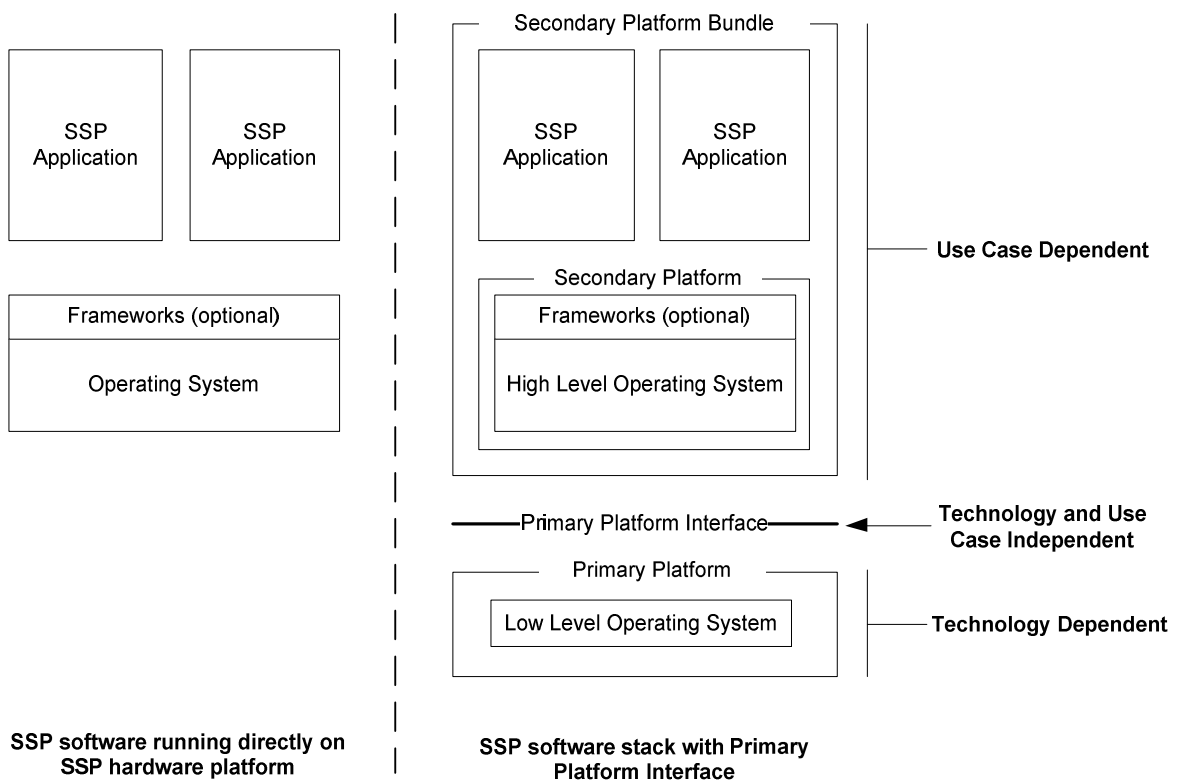 SSP
Application
SSP
Application
Frameworks (optional)
Operating System
SSP software running directly on
SSP hardware platform
Secondary Platform Bundle
SSP
Application
SSP
Application
Secondary Platform
Frameworks (optional)
High Level Operating System
Primary Platform Interface
Primary Platform
Low Level Operating System
SSP software stack with Primary
Platform Interface
Use Case Dependent
Technology and Use
Case Independent
Technology Dependent